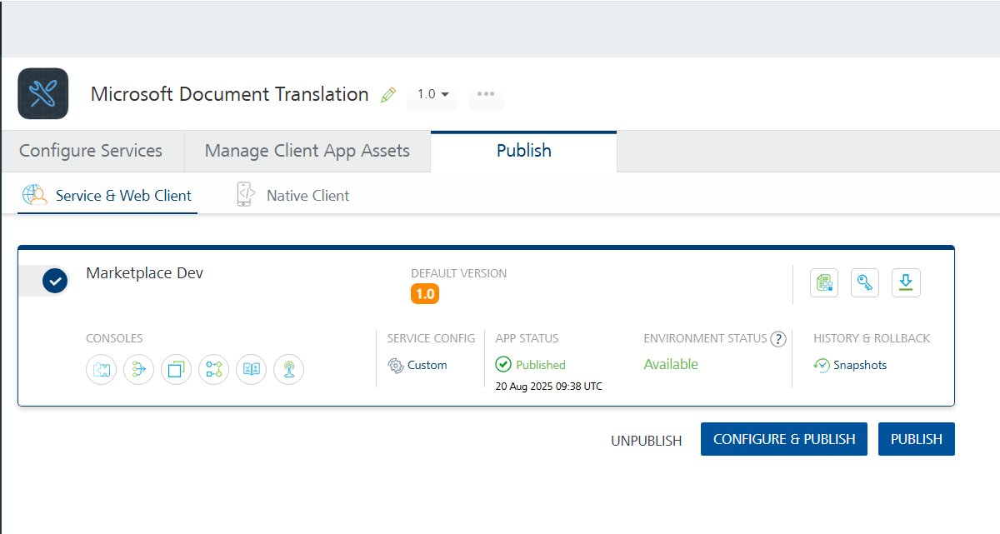 Microsoft Document Translation
1.0
Configure Services
Manage Client App Assets
Publish
Service & Web Client
Native Client
Marketplace Dev
DEFAULT VERSION
1.0
CONSOLES
SERVICE CONFIG
Custom
APP STATUS
Published
20 Aug 2025 09:38 UTC
ENVIRONMENT STATUS ?
Available
HISTORY & ROLLBACK
Snapshots
UNPUBLISH
CONFIGURE & PUBLISH
PUBLISH